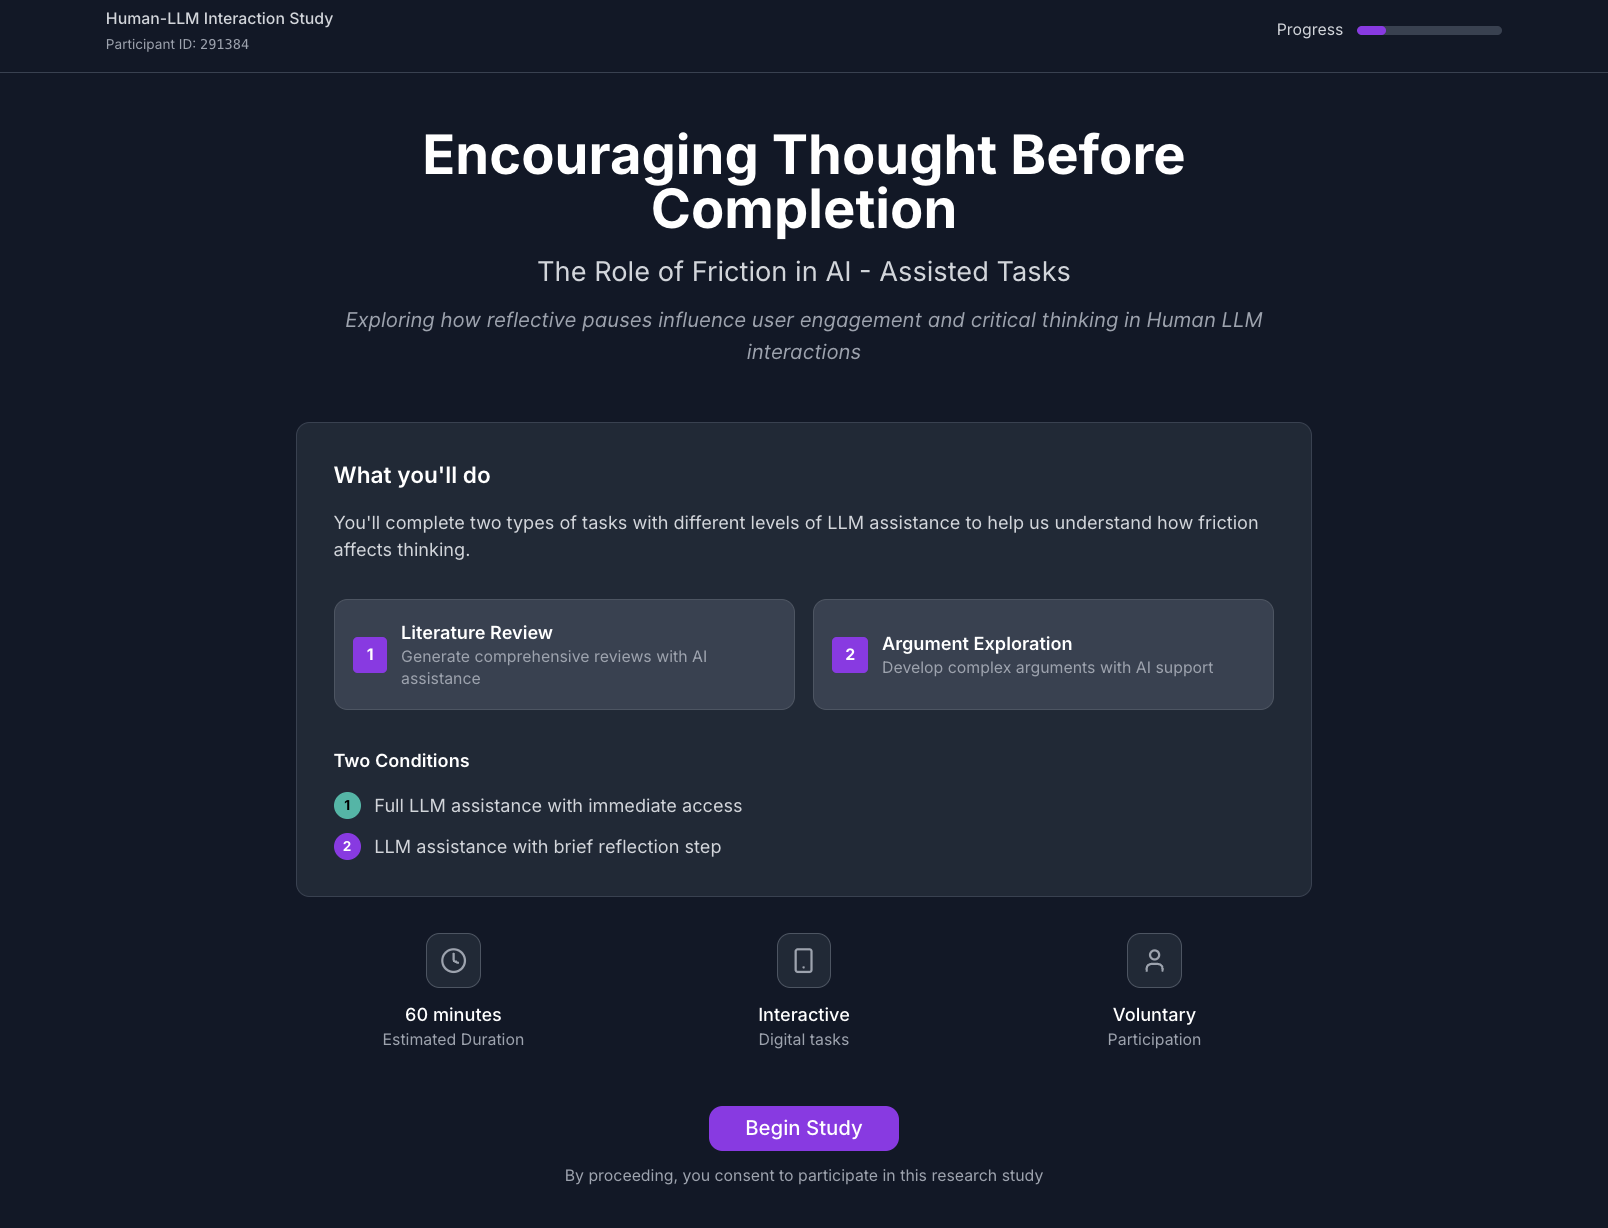 Human-LLM Interaction Study
Participant ID: 291384
Progress
Encouraging Thought Before
Completion
The Role of Friction in AI - Assisted Tasks
Exploring how reflective pauses influence user engagement and critical thinking in Human LLM
interactions
What you'll do
You'll complete two types of tasks with different levels of LLM assistance to help us understand how friction
affects thinking.
1
Literature Review
Generate comprehensive reviews with AI
assistance
2
Argument Exploration
Develop complex arguments with AI support
Two Conditions
1 Full LLM assistance with immediate access
2 LLM assistance with brief reflection step
60 minutes
Estimated Duration
Interactive
Digital tasks
Voluntary
Participation
Begin Study
By proceeding, you consent to participate in this research study